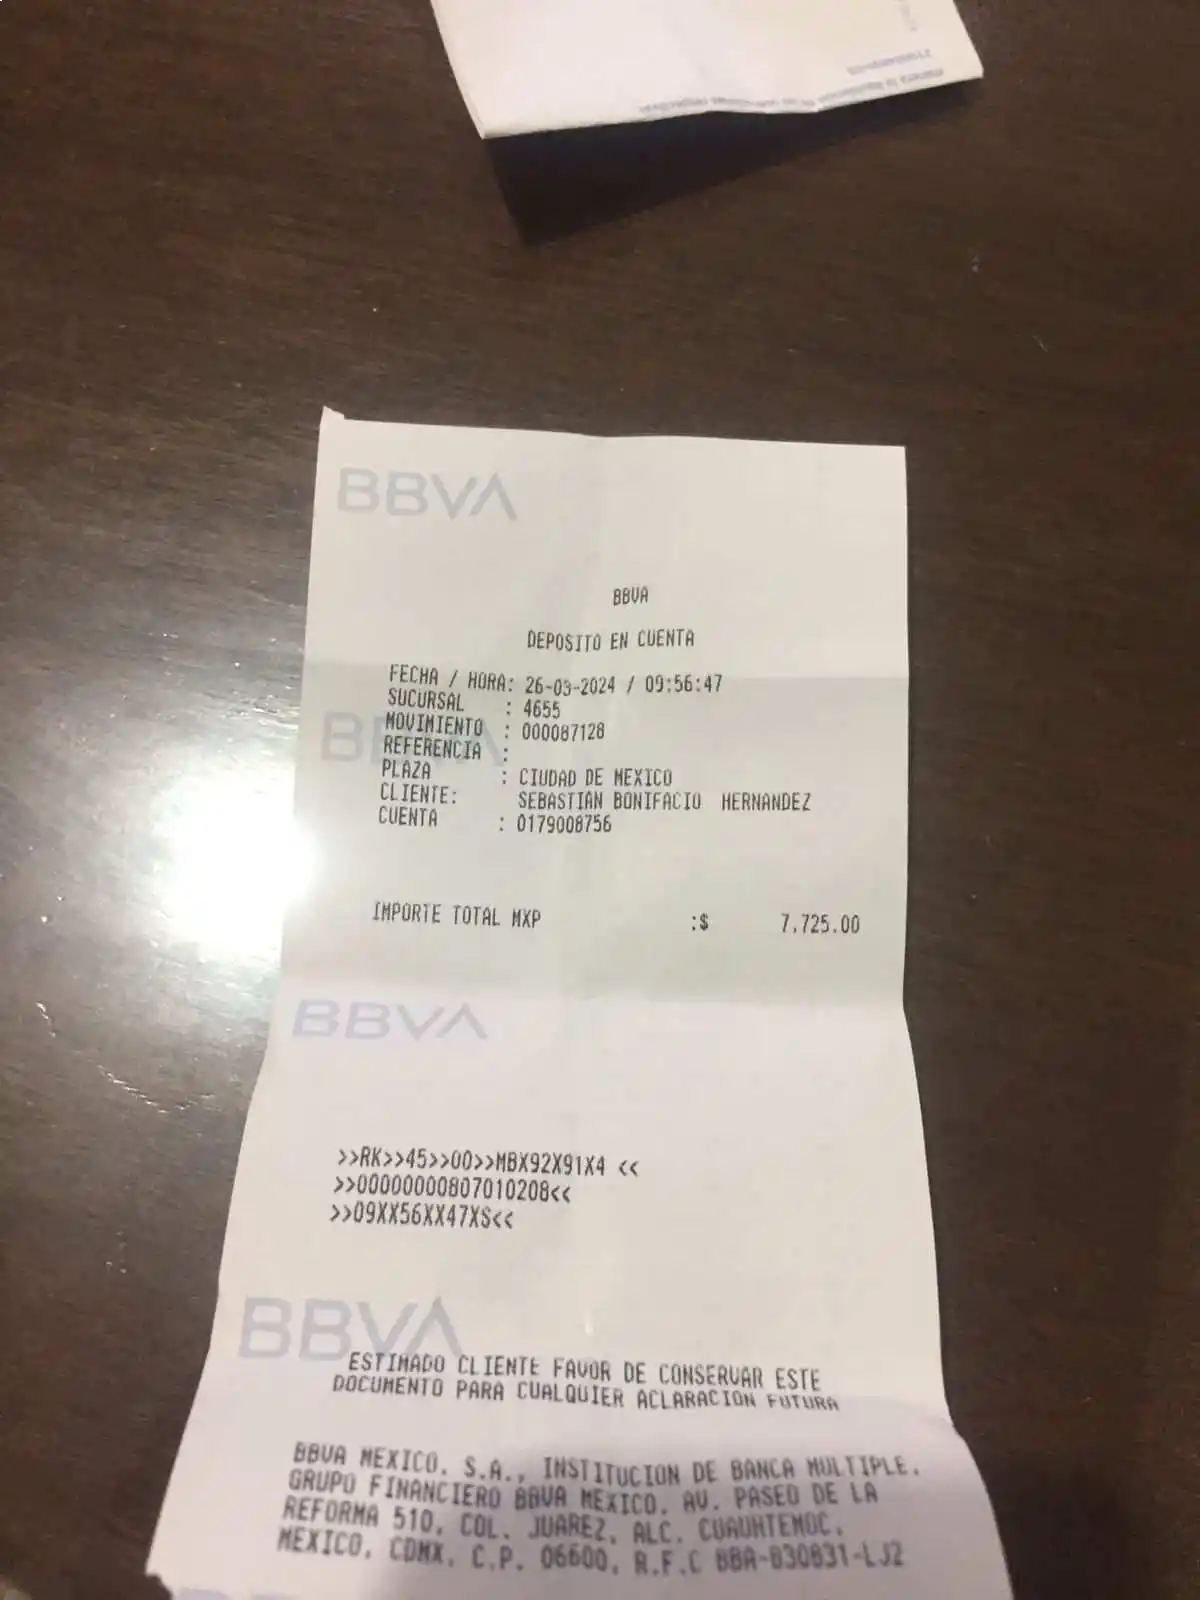 BBVA
BBVA
DEPOSITO EN CUENTA
FECHA / HORA: 26-03-2024 / 09:56:47
SUCURSAL : 4655
MOVIMIENTO : 000087128
REFERENCIA :
PLAZA : CIUDAD DE MEXICO
CLIENTE: SEBASTIAN BONIFACIO HERNANDEZ
CUENTA : 0179008756
BBVA
IMPORTE TOTAL MXP :$ 7,725.00
BBVA
>>RK>>45>>00>>MBX92X91X4 <<
>>00000000807010208<<
>>09XX56XX47XS<<
BBVA
ESTIMADO CLIENTE FAVOR DE CONSERVAR ESTE
DOCUMENTO PARA CUALQUIER ACLARACION FUTURA
BBVA MEXICO, S.A., INSTITUCION DE BANCA MULTIPLE,
GRUPO FINANCIERO BBVA MEXICO. AV. PASEO DE LA
REFORMA 510, COL. JUAREZ, ALC. CUAUHTEMOC,
MEXICO, CDMX, C.P. 06600, R.F.C BBA-830831-LJ2